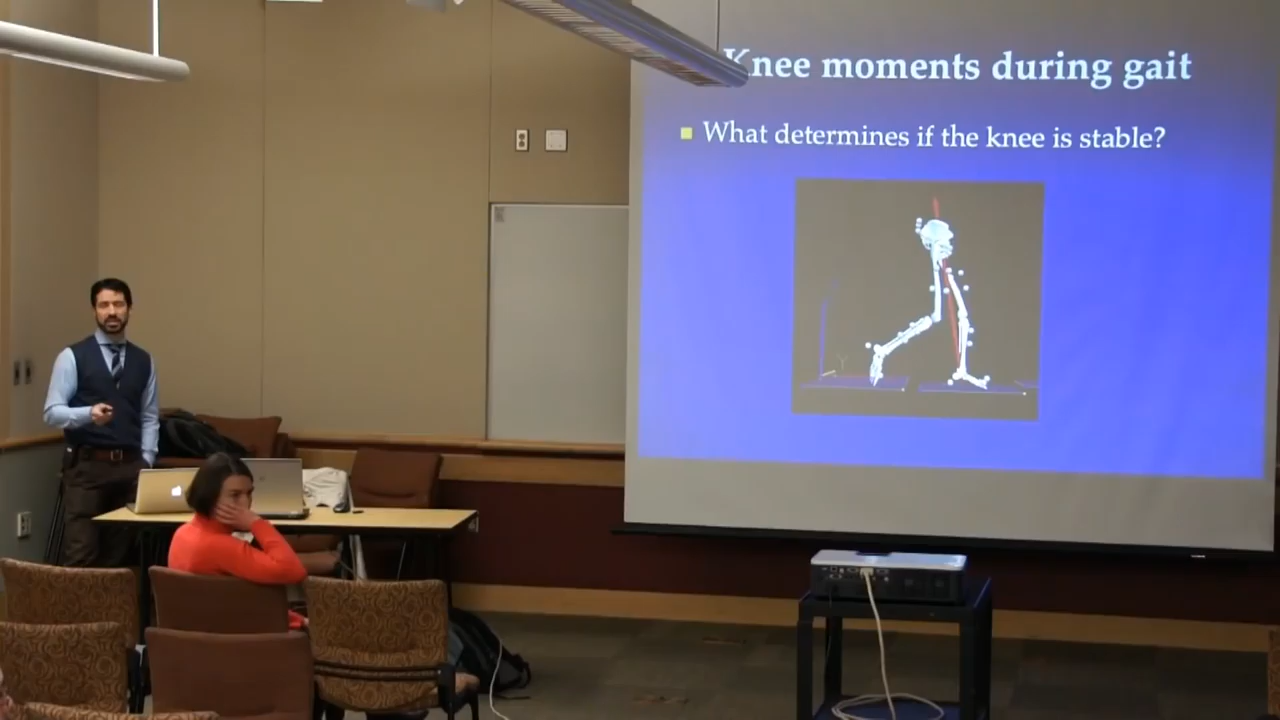 Knee moments during gait
What determines if the knee is stable?